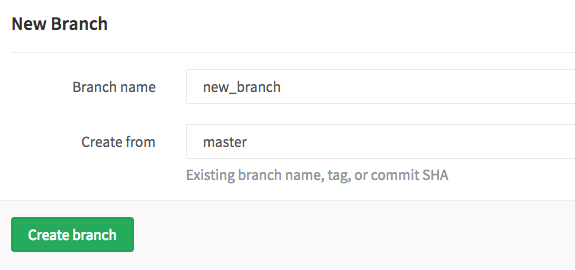 New Branch
Branch name
new_branch
Create from
master
Existing branch name, tag, or commit SHA
Create branch